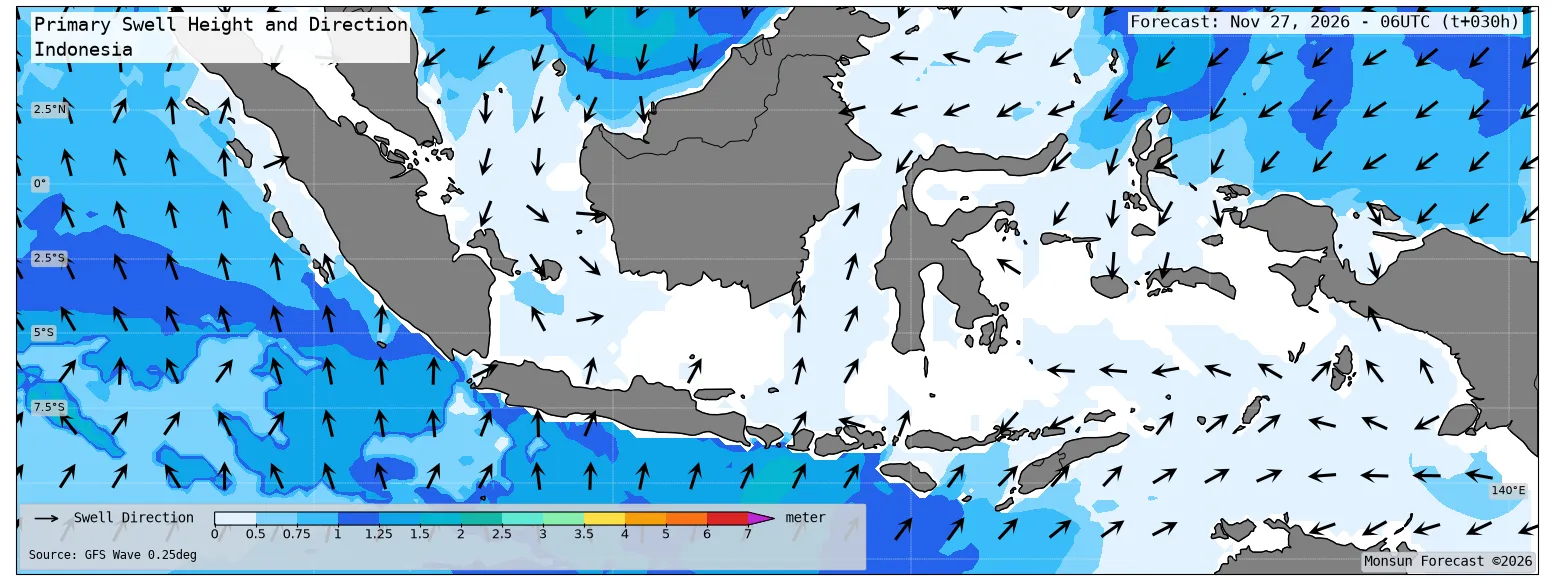 Primary Swell Height and Direction
Indonesia
Forecast: Nov 27, 2026 - 06UTC (t+030h)
2.5°N
0°
2.5°S
5°S
7.5°S
140°E
Swell Direction
meter
0 0.5 0.75 1 1.25 1.5 2 2.5 3 3.5 4 5 6 7
Source: GFS Wave 0.25deg
Monsun Forecast ©2026